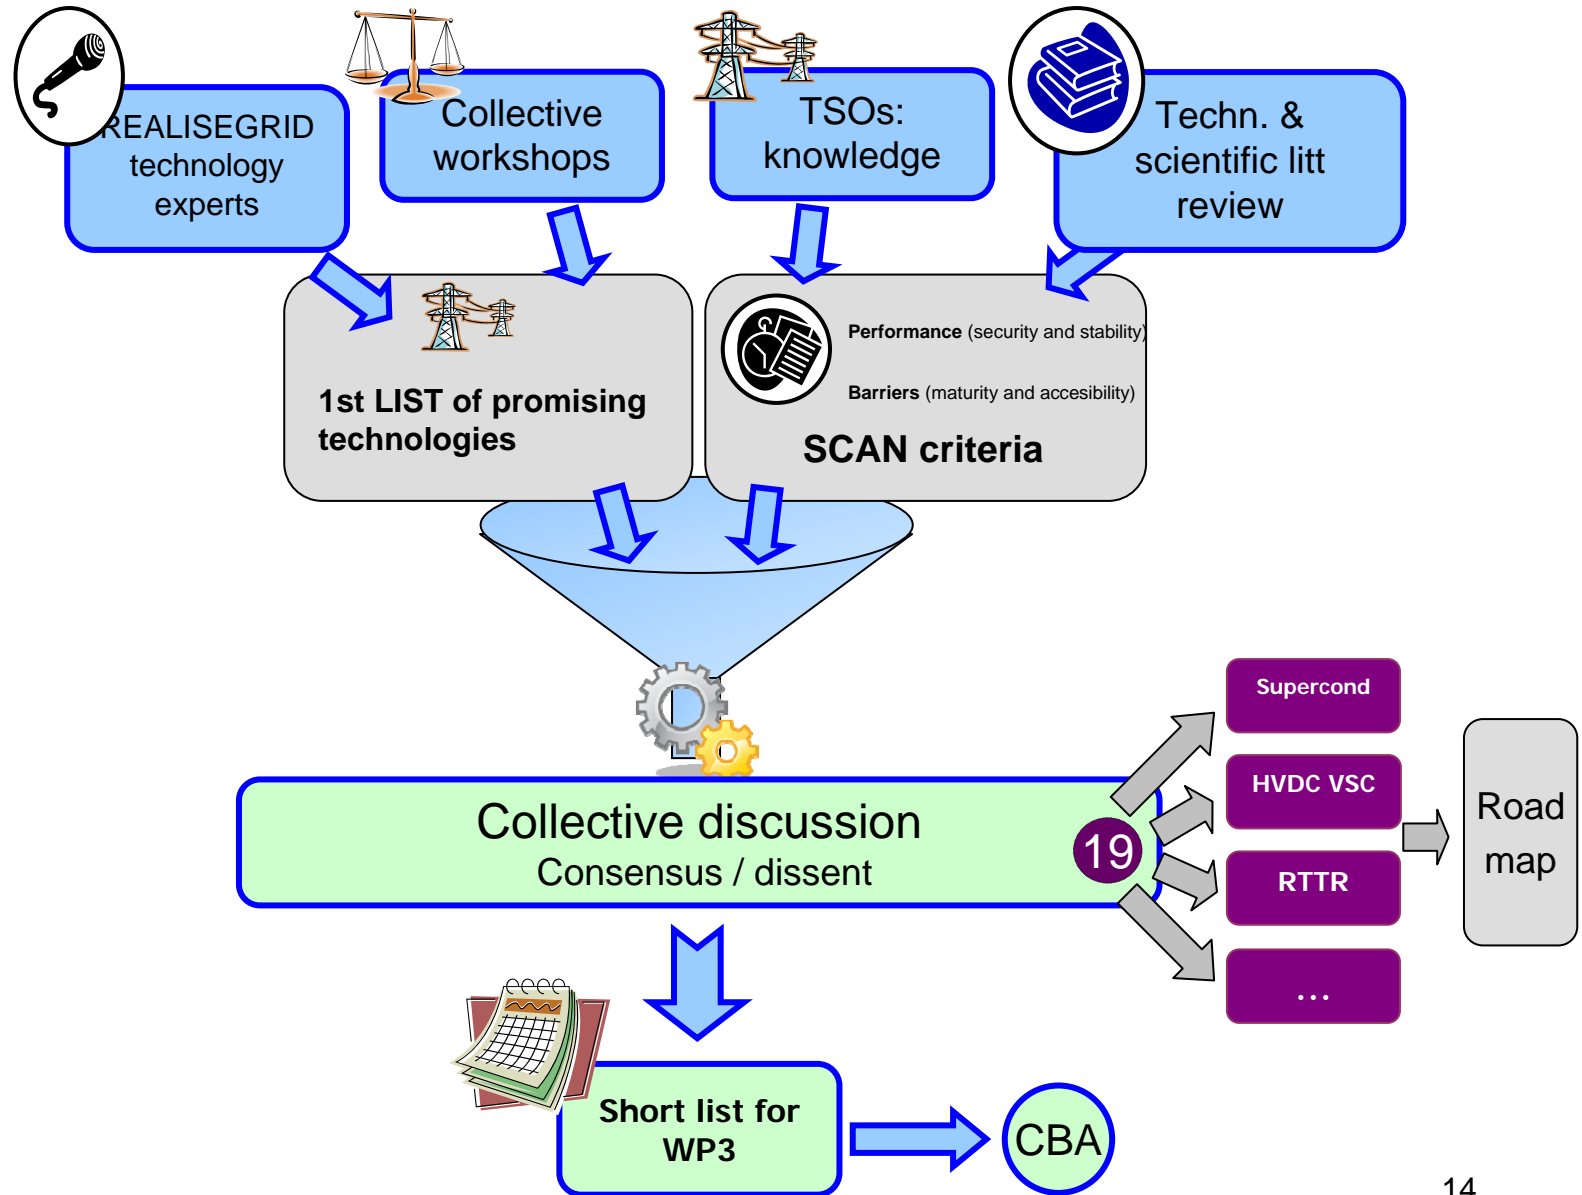 REALISEGRID
technology
experts
Collective
workshops
TSOs:
knowledge
Techn. &
scientific litt
review
1st LIST of promising
technologies
Performance (security and stability)
Barriers (maturity and accesibility)
SCAN criteria
Collective discussion
Consensus / dissent
19
Supercond
HVDC VSC
RTTR
...
Road
map
Short list for
WP3
CBA
14